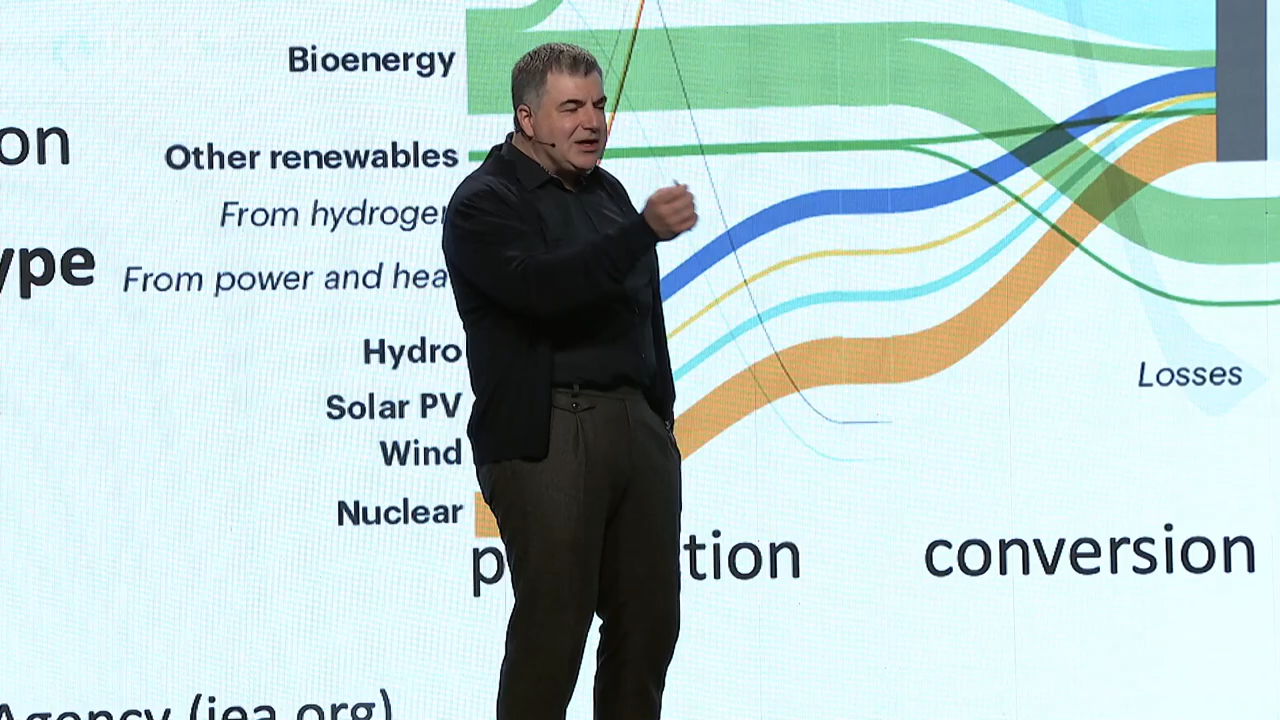 Bioenergy
on
Other renewables
From hydroge
ype
From power and hea
Hydro
Solar PV
Losses
Wind
Nuclear
p tion
conversion
Agency (iea.org)